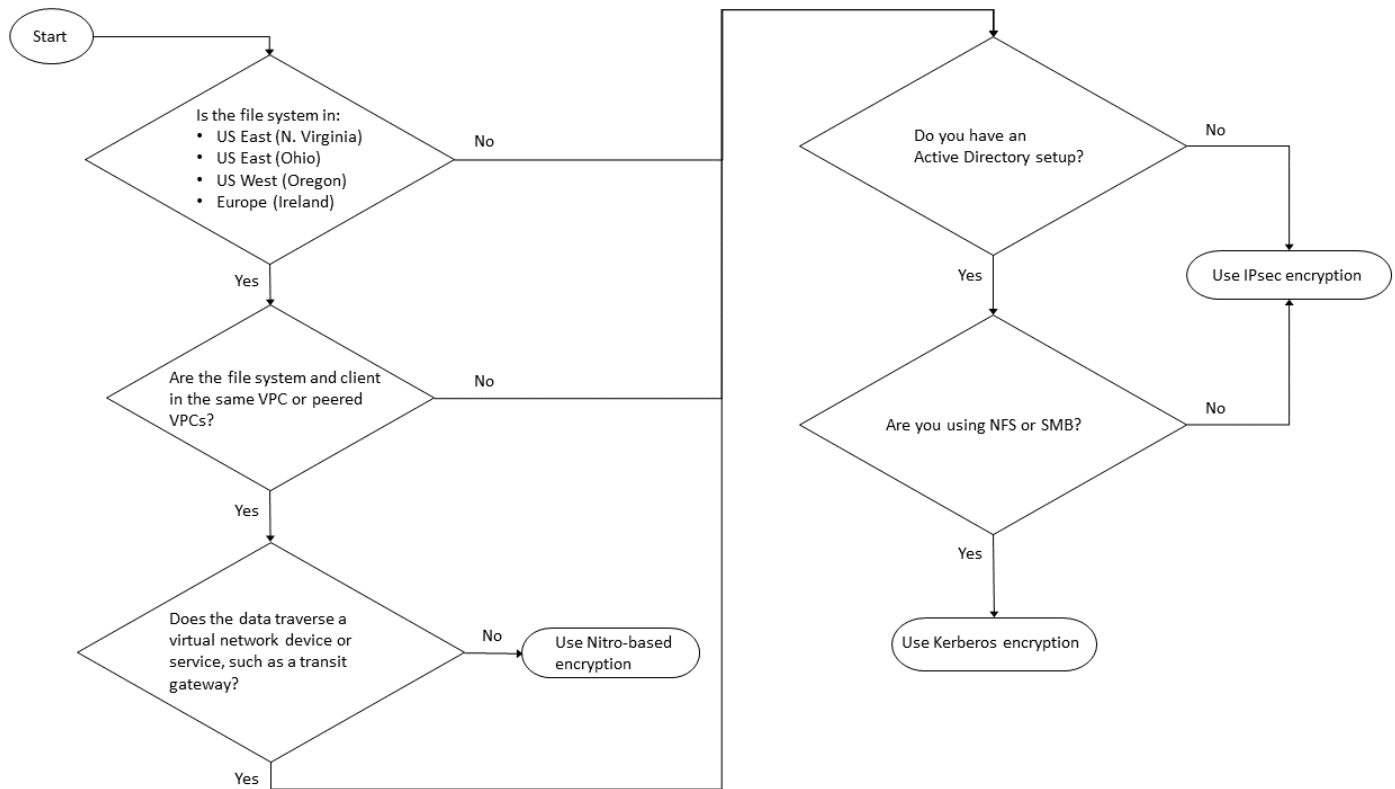 Start
Is the file system in:
• US East (N. Virginia)
• US East (Ohio)
• US West (Oregon)
• Europe (Ireland)
No
Yes
Are the file system and client
in the same VPC or peered
VPCs?
No
Yes
Does the data traverse a
virtual network device or
service, such as a transit
gateway?
No
Use Nitro-based
encryption
Yes
Do you have an
Active Directory setup?
No
Use IPsec encryption
Yes
Are you using NFS or SMB?
No
Yes
Use Kerberos encryption